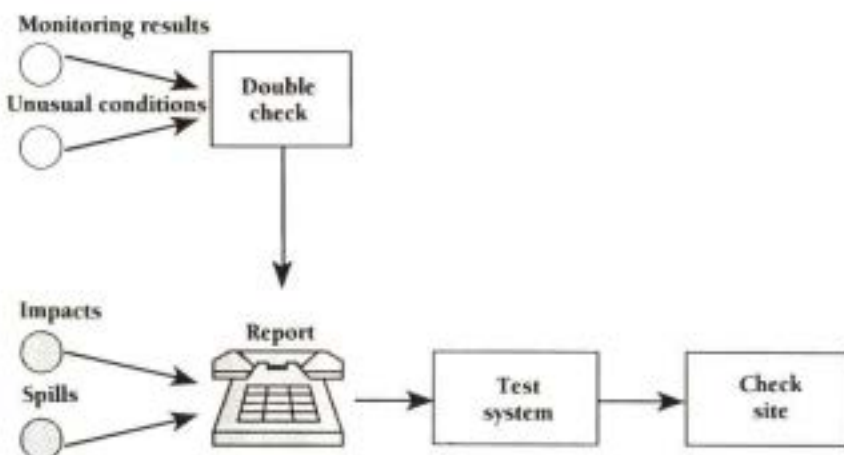 Monitoring results
Unusual conditions
Double
check
Impacts
Spills
Report
Test
system
Check
site